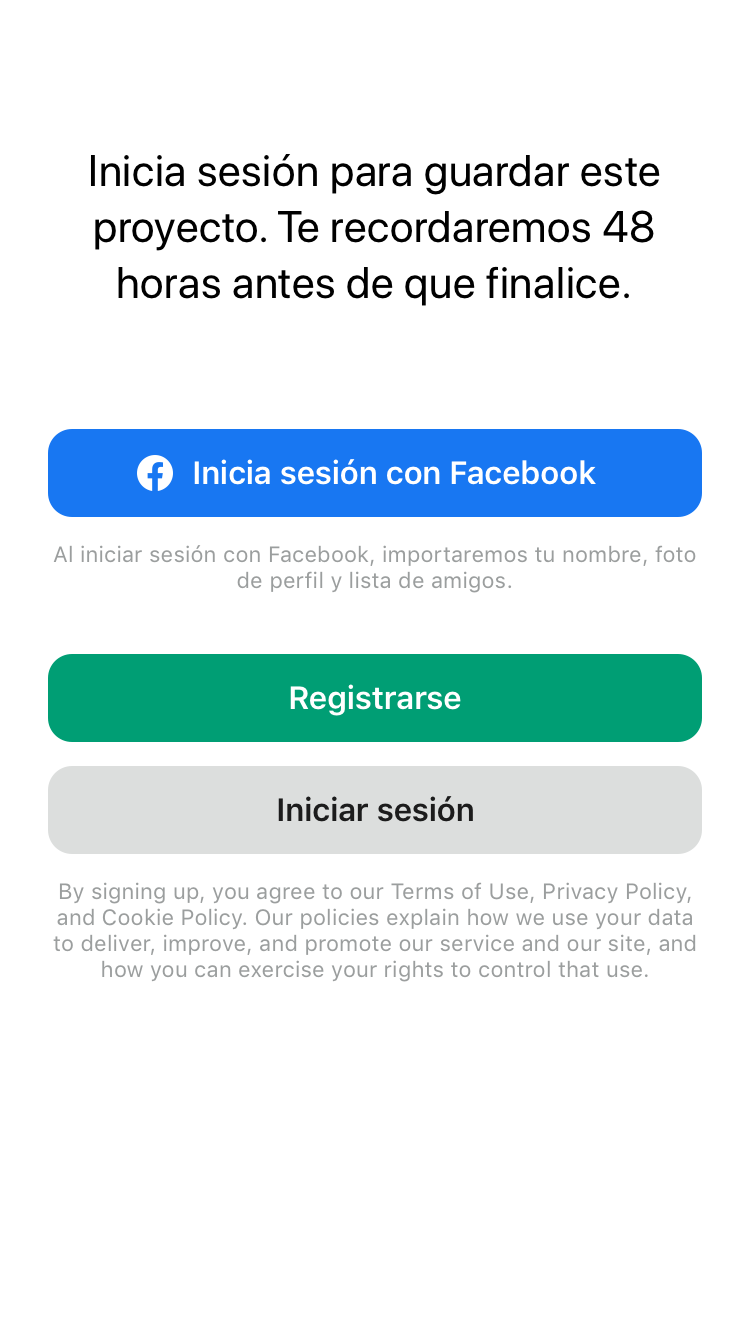 Inicia sesión para guardar este
proyecto. Te recordaremos 48
horas antes de que finalice.
Inicia sesión con Facebook
Al iniciar sesión con Facebook, importaremos tu nombre, foto
de perfil y lista de amigos.
Registrarse
Iniciar sesión
By signing up, you agree to our Terms of Use, Privacy Policy,
and Cookie Policy. Our policies explain how we use your data
to deliver, improve, and promote our service and our site, and
how you can exercise your rights to control that use.